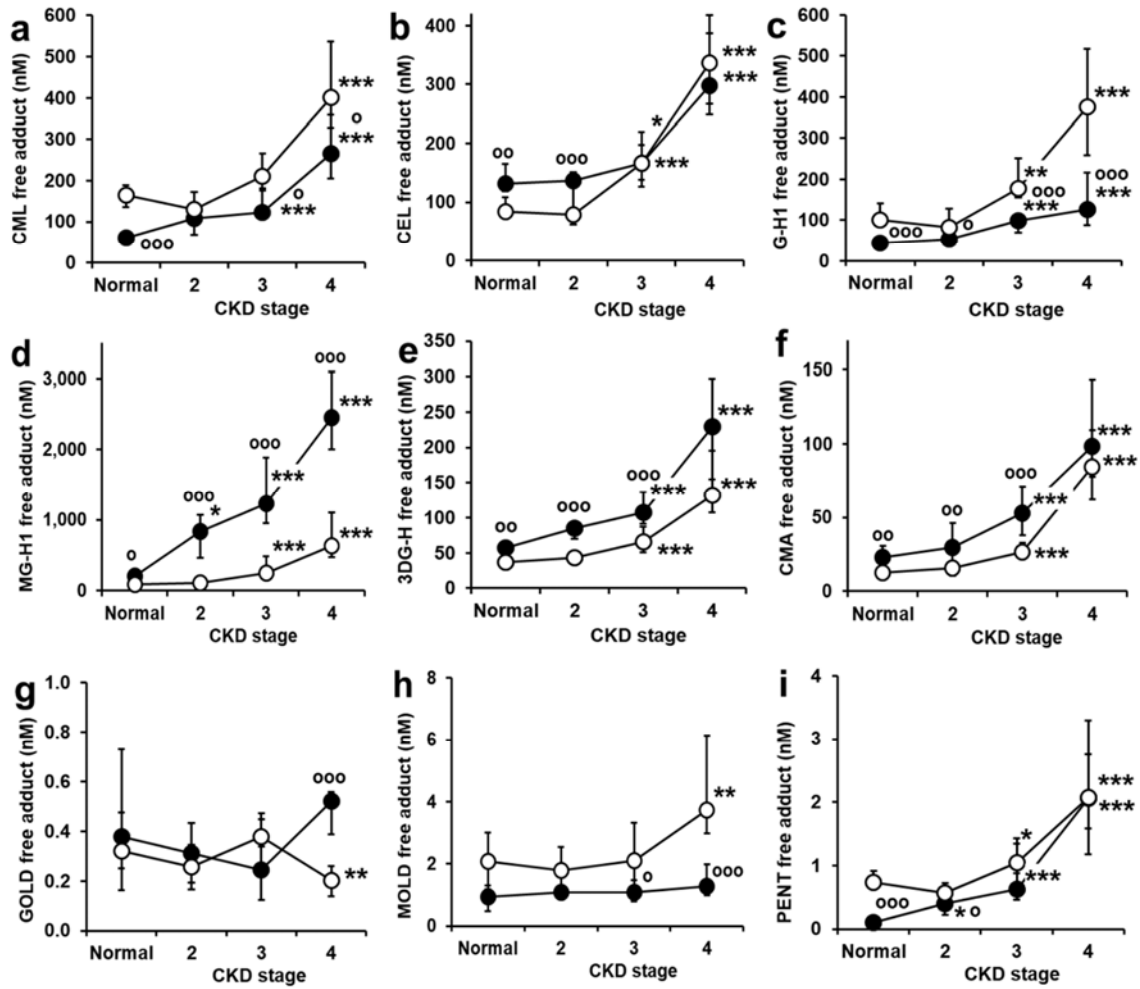 a
CML free adduct (nM)
600
500
400
300
200
100
0
***
o
***
o
***
ooo
Normal 2 3 4
CKD stage
b
CEL free adduct (nM)
400
300
200
100
0
***
***
*
***
oo
ooo
Normal 2 3 4
CKD stage
c
G-H1 free adduct (nM)
600
500
400
300
200
100
0
***
**
ooo
***
ooo
***
ooo
o
Normal 2 3 4
CKD stage
d
MG-H1 free adduct (nM)
3,000
2,000
1,000
0
ooo
***
ooo
***
ooo
*
o
***
***
Normal 2 3 4
CKD stage
e
3DG-H free adduct (nM)
350
300
250
200
150
100
50
0
***
ooo
***
ooo
oo
***
***
Normal 2 3 4
CKD stage
f
CMA free adduct (nM)
150
100
50
0
***
***
ooo
***
oo
oo
***
Normal 2 3 4
CKD stage
g
GOLD free adduct (nM)
1.0
0.8
0.6
0.4
0.2
0.0
ooo
**
Normal 2 3 4
CKD stage
h
MOLD free adduct (nM)
8
6
4
2
0
**
o
ooo
Normal 2 3 4
CKD stage
i
PENT free adduct (nM)
4
3
2
1
0
***
***
*
***
ooo
* o
Normal 2 3 4
CKD stage